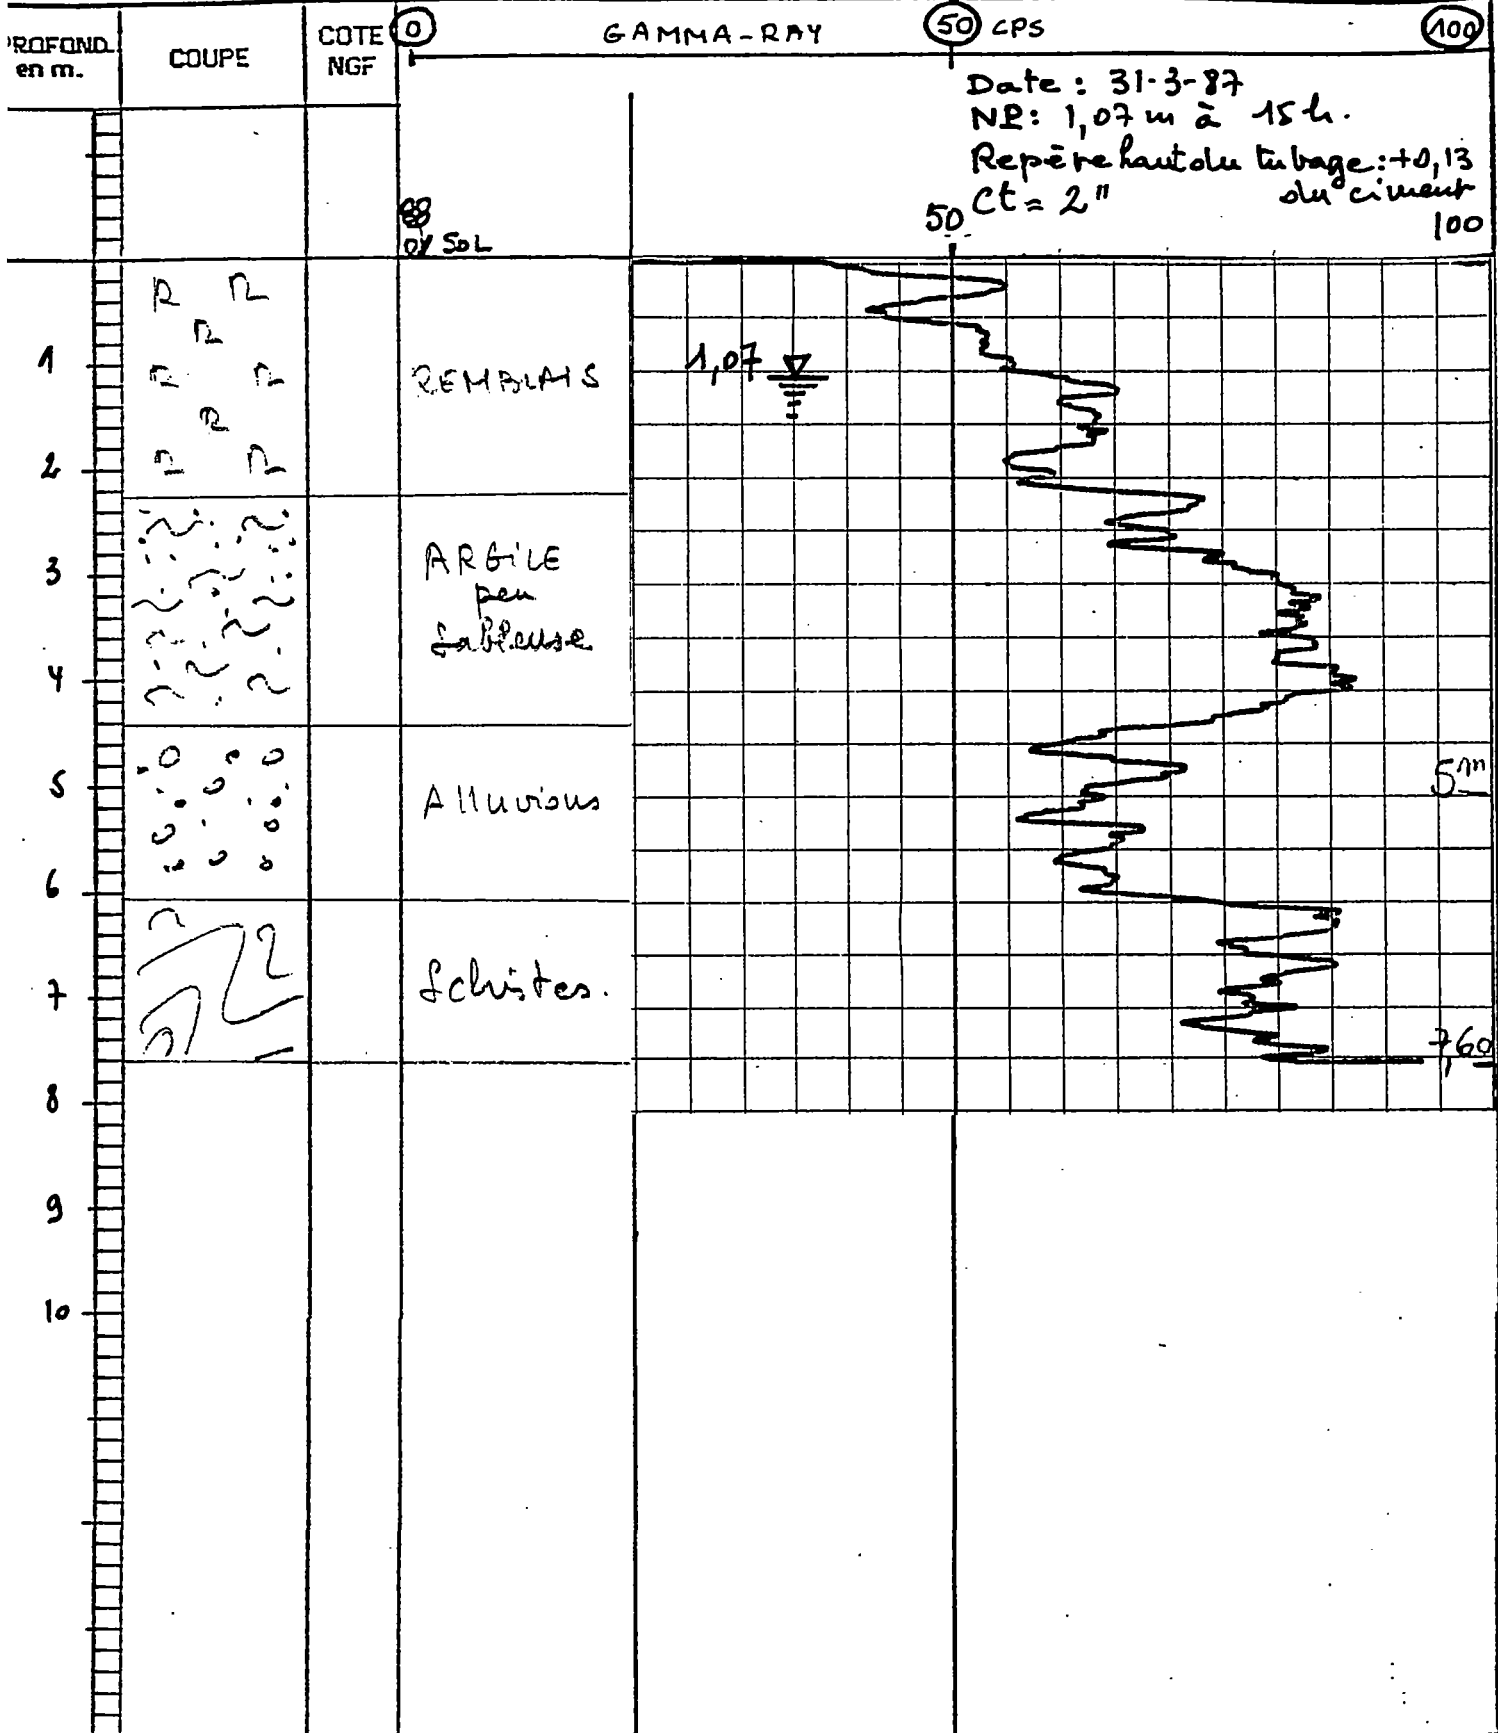 PROFOND.
en m.
COUPE
COTE
NGF
0
GAMMA-RAY
50
CPS
100
Date : 31-3-87
NP: 1,07 m à 15 h.
Repère haut du tubage: +0,13
du ciment
Ct = 2"
50
100
SOL
1
REMBLAIS
1,07
2
3
ARGILE
peu
sableuse
4
5
Alluvions
5m
6
7
Schistes.
7,60
8
9
10